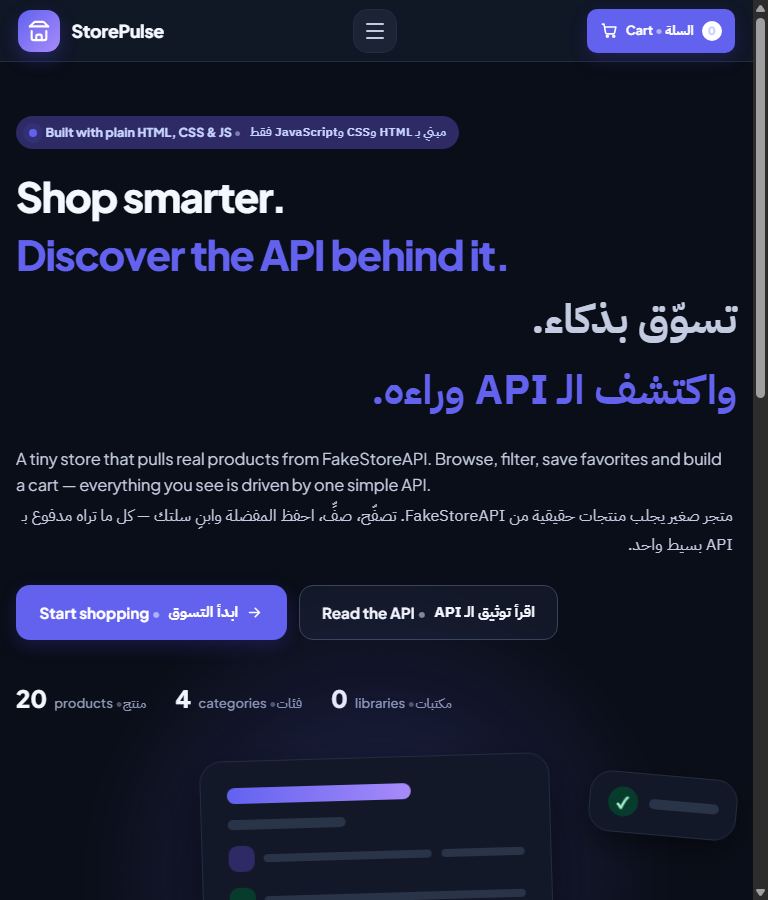 StorePulse
Cart • السلة 0
Built with plain HTML, CSS & JS • مبني بـ HTML وCSS وJavaScript فقط
Shop smarter.
Discover the API behind it.
تسوّق بذكاء.
واكتشف الـ API وراءه.
A tiny store that pulls real products from FakeStoreAPI. Browse, filter, save favorites and build
a cart — everything you see is driven by one simple API.
متجر صغير يجلب منتجات حقيقية من FakeStoreAPI. تصفّح، صفِّ، احفظ المفضلة وابنِ سلتك — كل ما تراه مدفوع بـ
API بسيط واحد.
Start shopping • ابدأ التسوق →
Read the API • اقرأ توثيق الـ API
20 products • منتج 4 categories • فئات 0 libraries • مكتبات